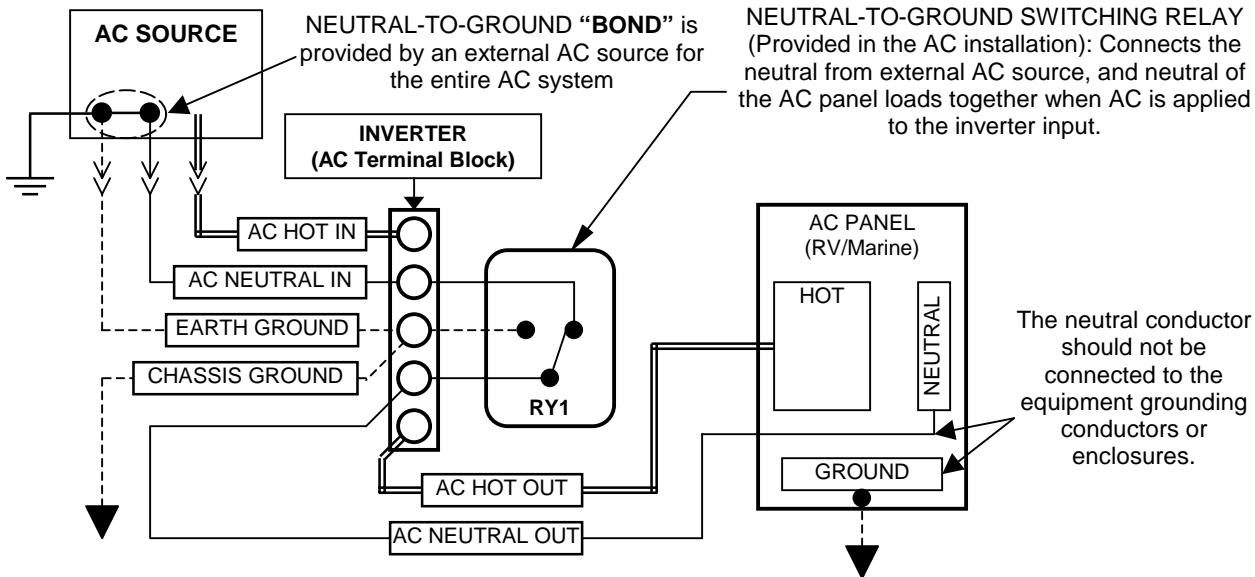 AC SOURCE
NEUTRAL-TO-GROUND “BOND” is
provided by an external AC source for
the entire AC system
NEUTRAL-TO-GROUND SWITCHING RELAY
(Provided in the AC installation): Connects the
neutral from external AC source, and neutral of
the AC panel loads together when AC is applied
to the inverter input.
INVERTER
(AC Terminal Block)
AC HOT IN
AC NEUTRAL IN
EARTH GROUND
CHASSIS GROUND
RY1
AC HOT OUT
AC NEUTRAL OUT
AC PANEL
(RV/Marine)
HOT
NEUTRAL
GROUND
The neutral conductor
should not be
connected to the
equipment grounding
conductors or
enclosures.